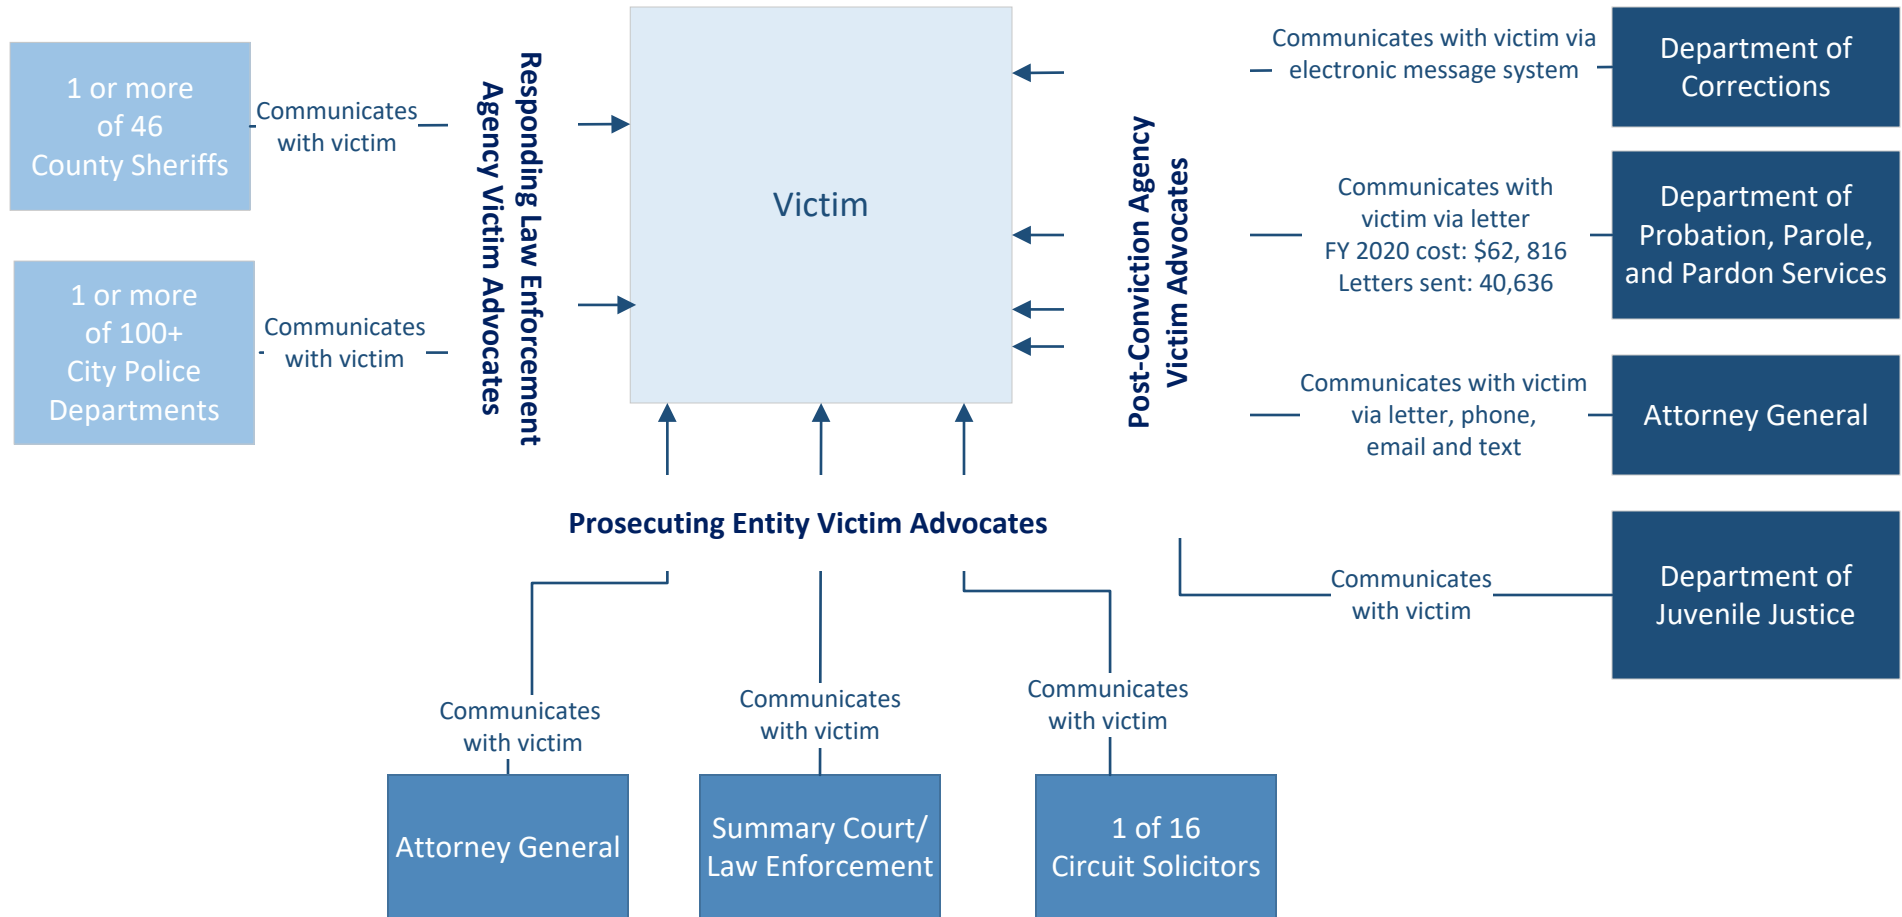 1 or more
of 46
County Sheriffs
Communicates
with victim
1 or more
of 100+
City Police
Departments
Communicates
with victim
Responding Law Enforcement
Agency Victim Advocates
Victim
Post-Conviction Agency
Victim Advocates
Communicates with victim via
electronic message system
Department of
Corrections
Communicates with
victim via letter
FY 2020 cost: $62, 816
Letters sent: 40,636
Department of
Probation, Parole,
and Pardon Services
Communicates with victim
via letter, phone,
email and text
Attorney General
Communicates
with victim
Department of
Juvenile Justice
Prosecuting Entity Victim Advocates
Communicates
with victim
Attorney General
Communicates
with victim
Summary Court/
Law Enforcement
Communicates
with victim
1 of 16
Circuit Solicitors